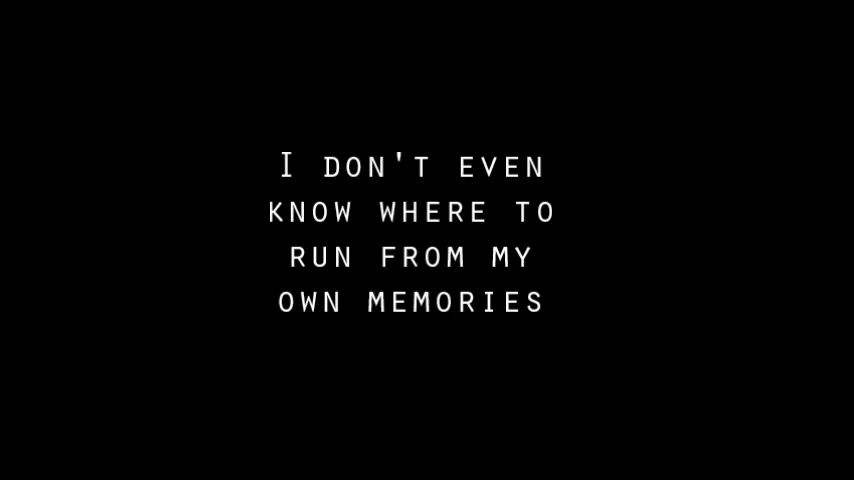 I DON'T EVEN
KNOW WHERE TO
RUN FROM MY
OWN MEMORIES